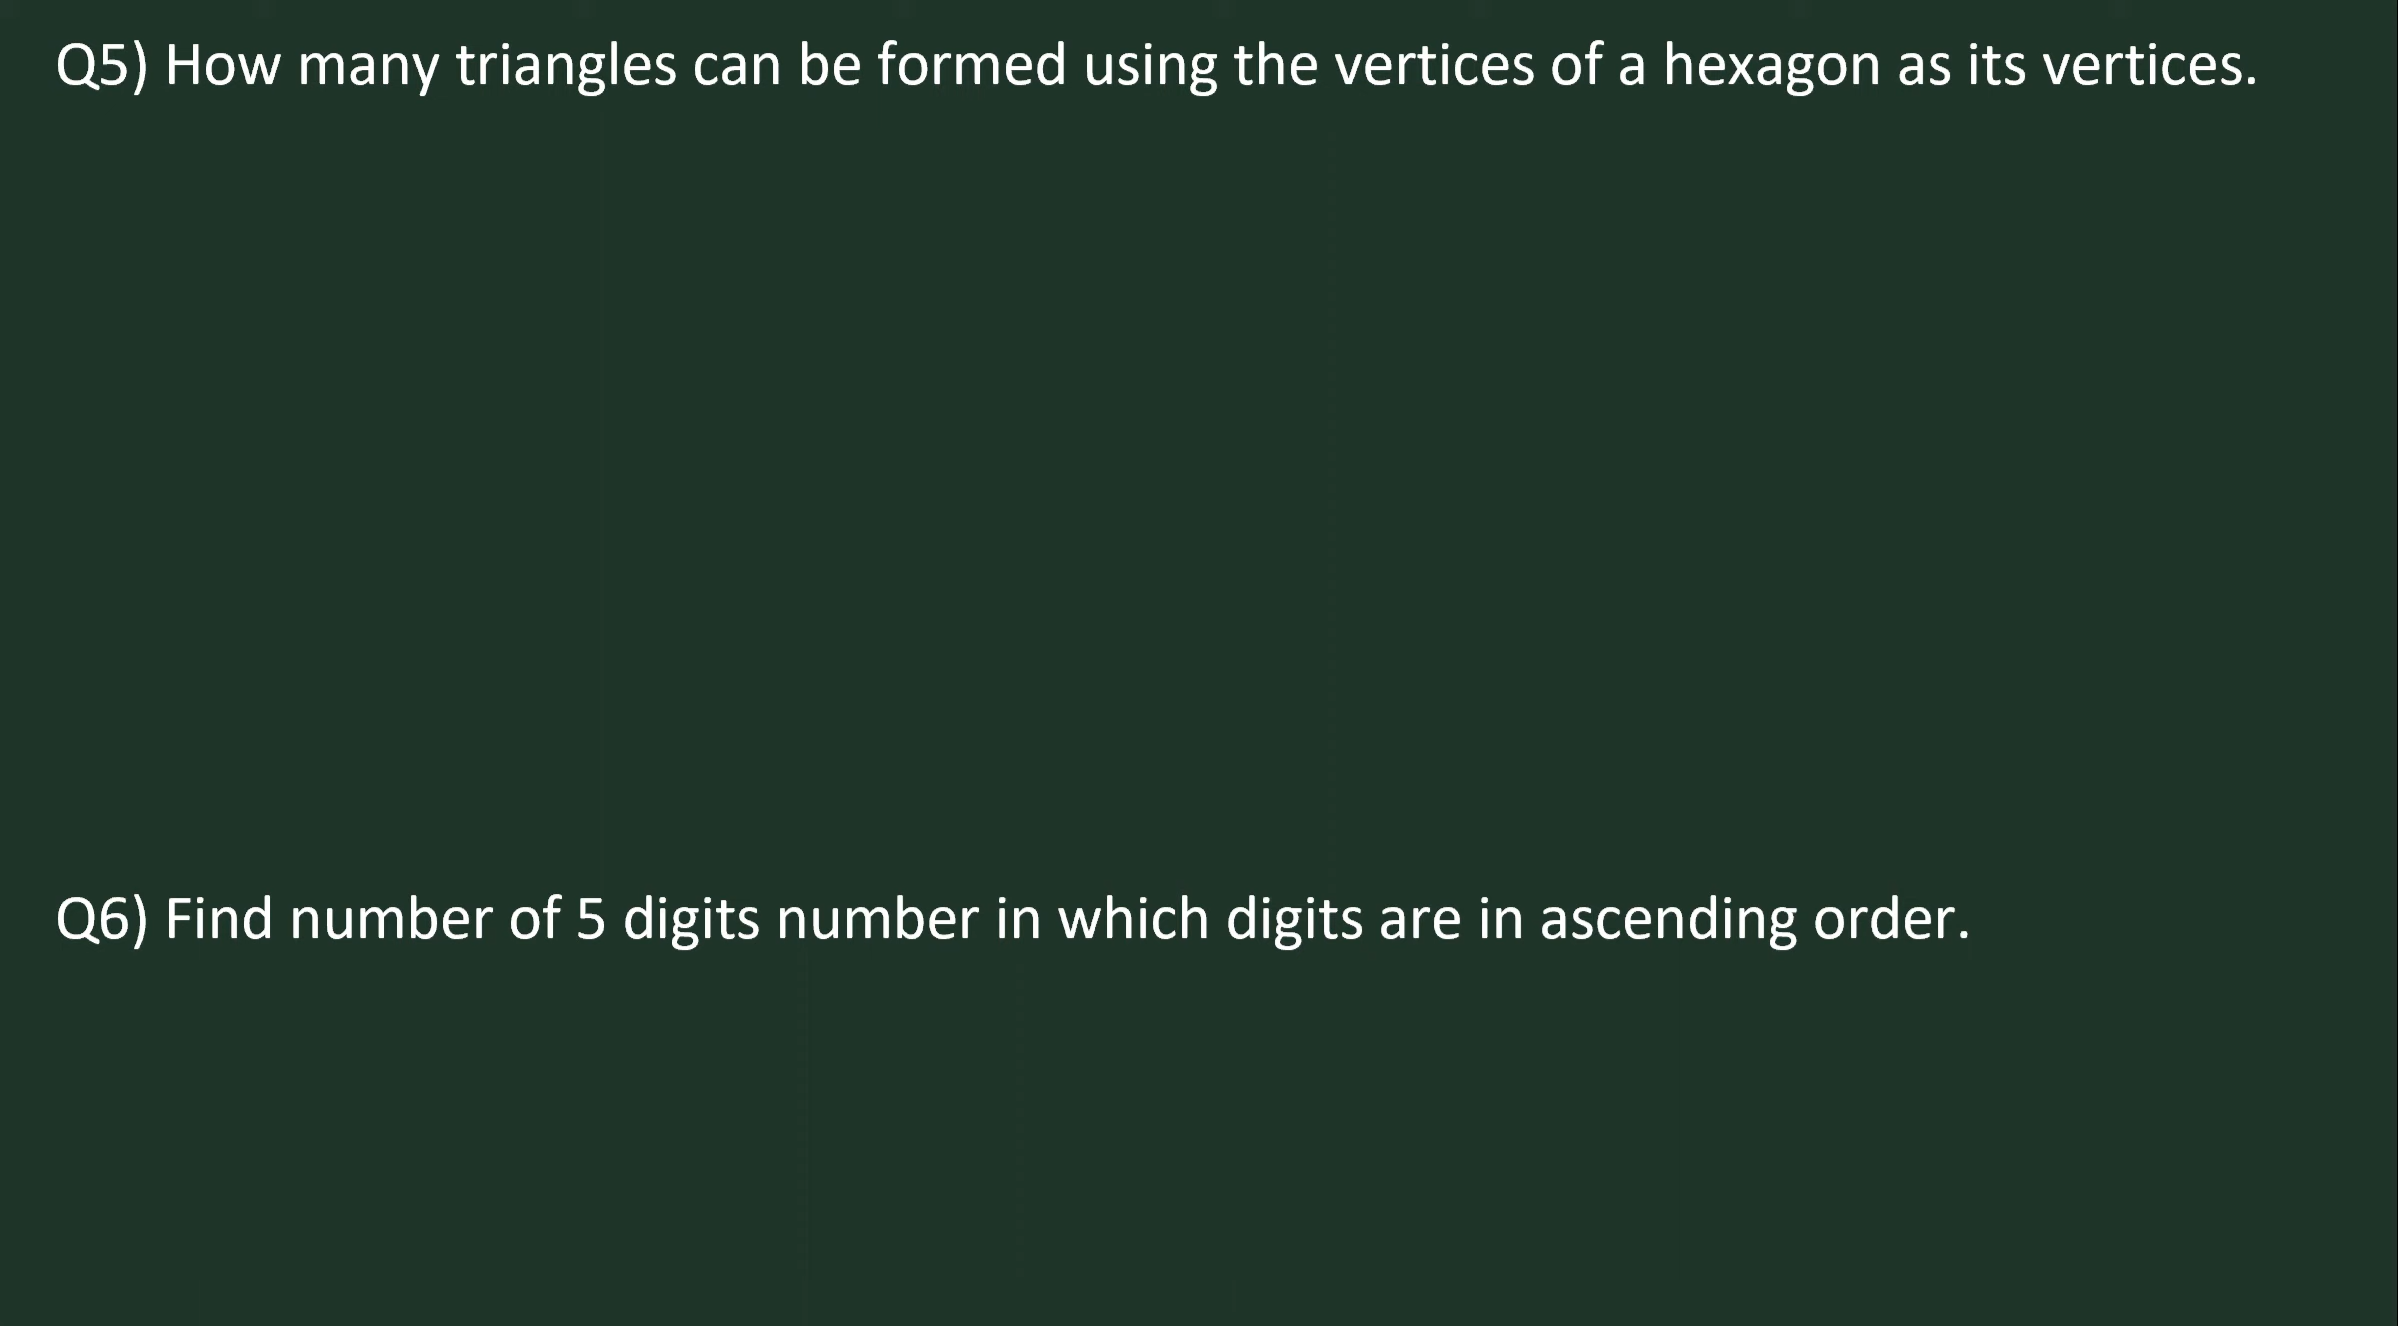 Q5) How many triangles can be formed using the vertices of a hexagon as its vertices.
Q6) Find number of 5 digits number in which digits are in ascending order.